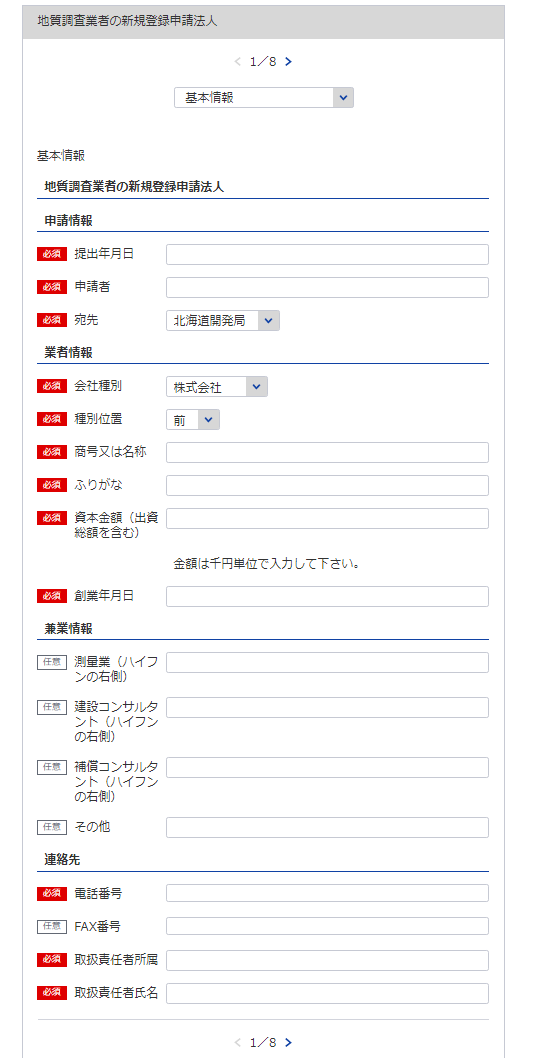 地質調査業者の新規登録申請法人
1／8
基本情報
基本情報
地質調査業者の新規登録申請法人
申請情報
必須 提出年月日
必須 申請者
必須 宛先 北海道開発局
業者情報
必須 会社種別 株式会社
必須 種別位置 前
必須 商号又は名称
必須 ふりがな
必須 資本金額（出資
総額を含む）
金額は千円単位で入力して下さい。
必須 創業年月日
兼業情報
任意 測量業（ハイフ
ンの右側）
任意 建設コンサルタ
ント（ハイフン
の右側）
任意 補償コンサルタ
ント（ハイフン
の右側）
任意 その他
連絡先
必須 電話番号
任意 FAX番号
必須 取扱責任者所属
必須 取扱責任者氏名
1／8